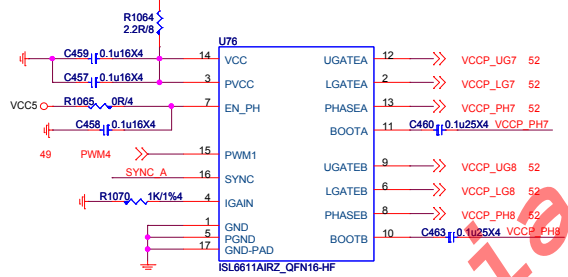 R1064
2.2R/8
U76
C459 0.1u16X4
14 VCC UGATEA 12 VCCP_UG7 52
C457 0.1u16X4
3 PVCC LGATEA 2 VCCP_LG7 52
VCC5 R1065 0R/4 7 EN_PH PHASEA 13 VCCP_PH7 52
C458 0.1u16X4
BOOTA 11 C460 0.1u25X4 VCCP_PH7
49 PWM4 15 PWM1
UGATEB 9 VCCP_UG8 52
SYNC_A 16 SYNC
LGATEB 6 VCCP_LG8 52
R1070 1K/1%4 4 IGAIN
PHASEB 8 VCCP_PH8 52
1 GND
5 PGND
BOOTB 10 C463 0.1u25X4 VCCP_PH8
17 GND-PAD
ISL6611AIRZ_QFN16-HF